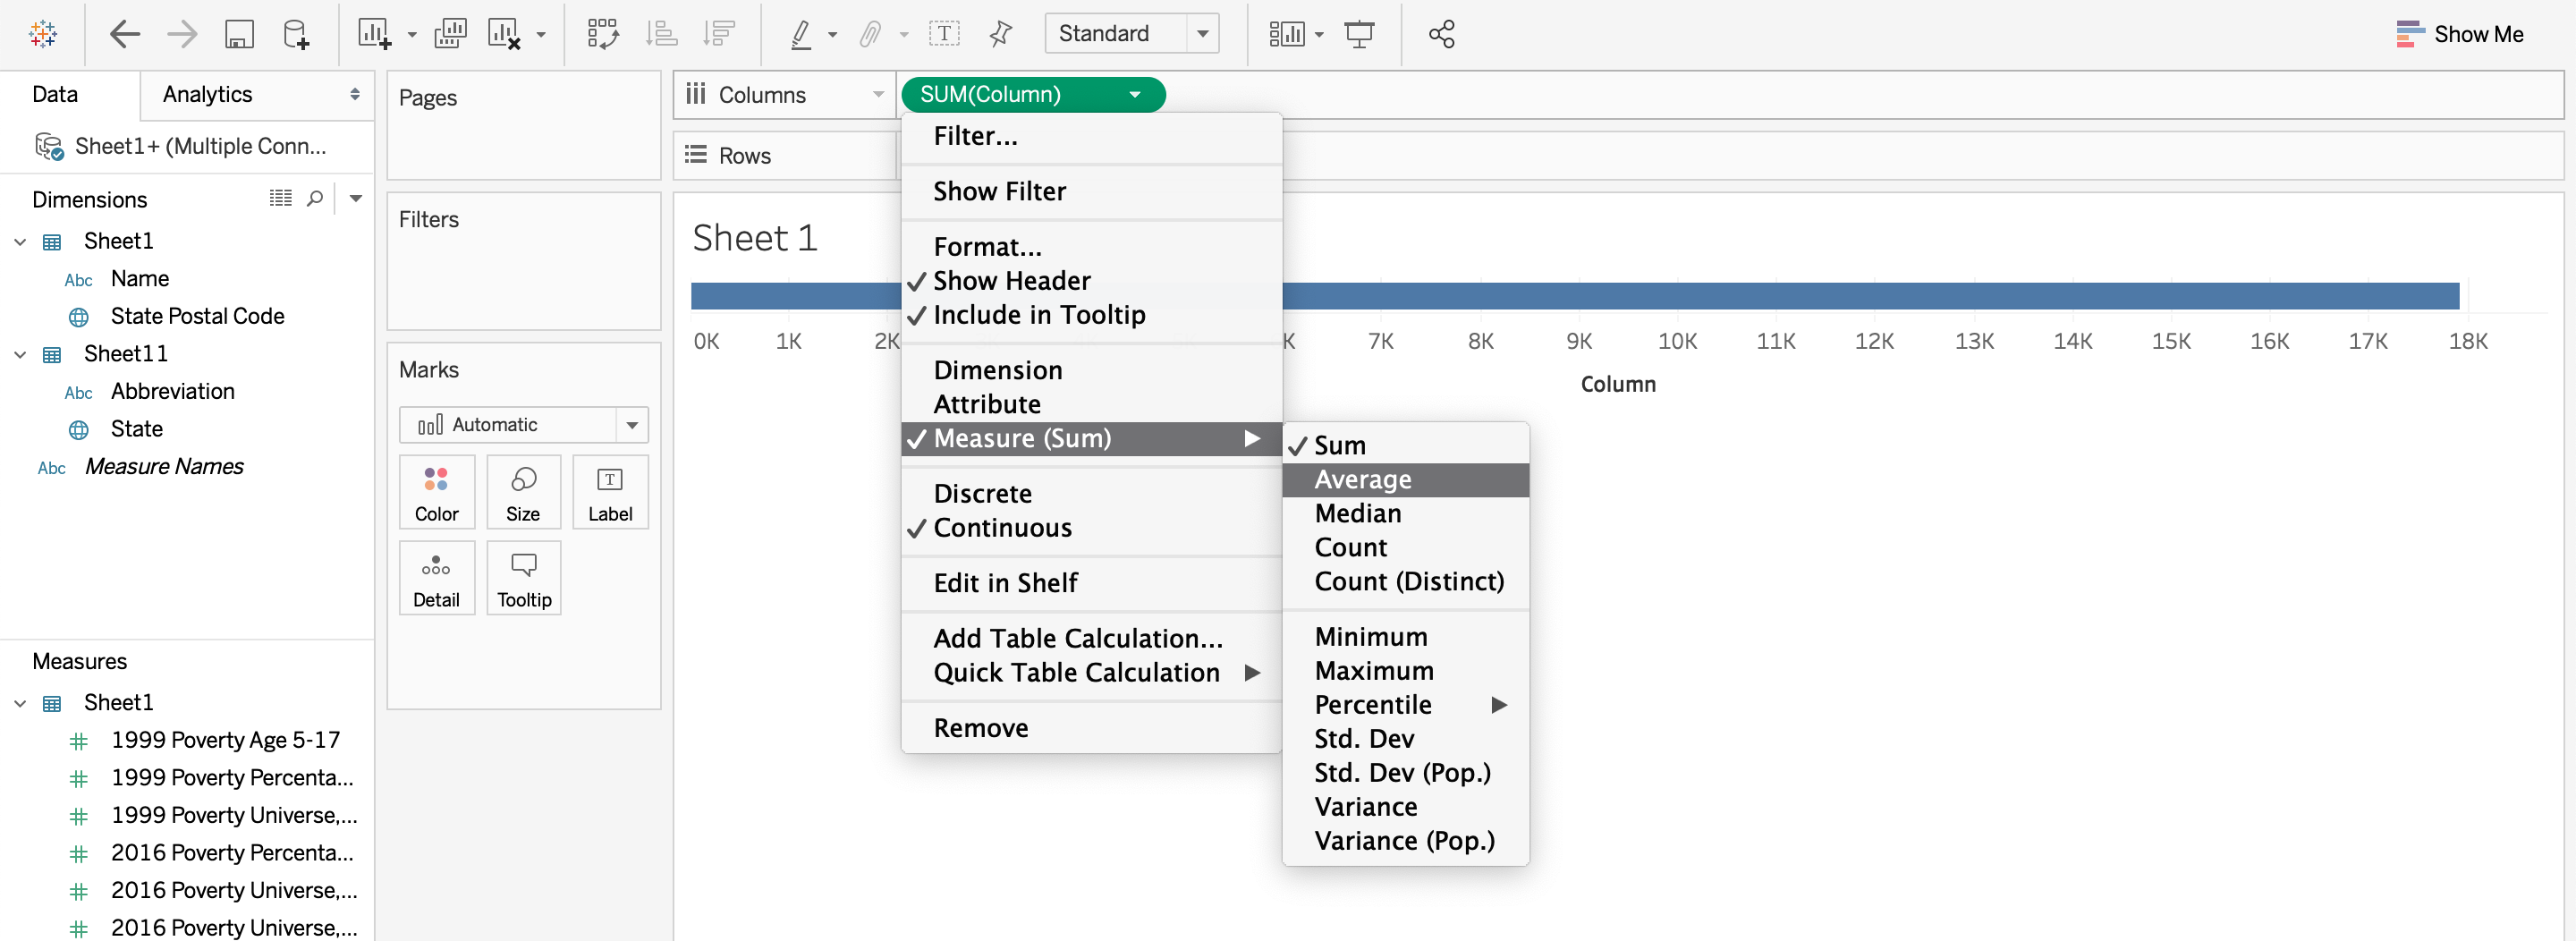 Standard
Show Me
Data
Analytics
Sheet1+ (Multiple Conn...
Dimensions
Sheet1
Abc Name
State Postal Code
Sheet11
Abc Abbreviation
State
Abc Measure Names
Measures
Sheet1
1999 Poverty Age 5-17
1999 Poverty Percenta...
1999 Poverty Universe,...
2016 Poverty Percenta...
2016 Poverty Universe,...
2016 Poverty Universe,...
Pages
Filters
Marks
Automatic
Color
Size
T
Label
Detail
Tooltip
Columns
SUM(Column)
Rows
Sheet 1
0K 1K 2K K 7K 8K 9K 10K 11K 12K 13K 14K 15K 16K 17K 18K
Column
Filter...
Show Filter
Format...
Show Header
Include in Tooltip
Dimension
Attribute
Measure (Sum)
Discrete
Continuous
Edit in Shelf
Add Table Calculation...
Quick Table Calculation
Remove
Sum
Average
Median
Count
Count (Distinct)
Minimum
Maximum
Percentile
Std. Dev
Std. Dev (Pop.)
Variance
Variance (Pop.)